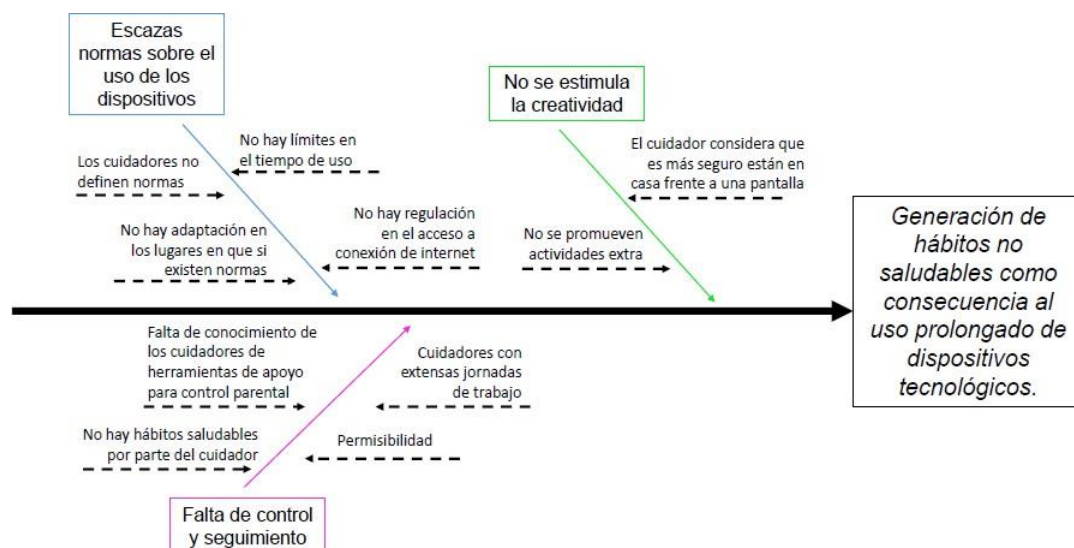 Escazas
normas sobre el
uso de los
dispositivos
No se estimula
la creatividad
No hay límites en
el tiempo de uso
Los cuidadores no
definen normas
El cuidador considera que
es más seguro están en
casa frente a una pantalla
No hay adaptación en
los lugares en que si
existen normas
No hay regulación
en el acceso a
conexión de internet
No se promueven
actividades extra
Generación de
hábitos no
saludables como
consecuencia al
uso prolongado de
dispositivos
tecnológicos.
Falta de conocimiento de
los cuidadores de
herramientas de apoyo
para control parental
Cuidadores con
extensas jornadas
de trabajo
No hay hábitos saludables
por parte del cuidador
Permisibilidad
Falta de control
y seguimiento